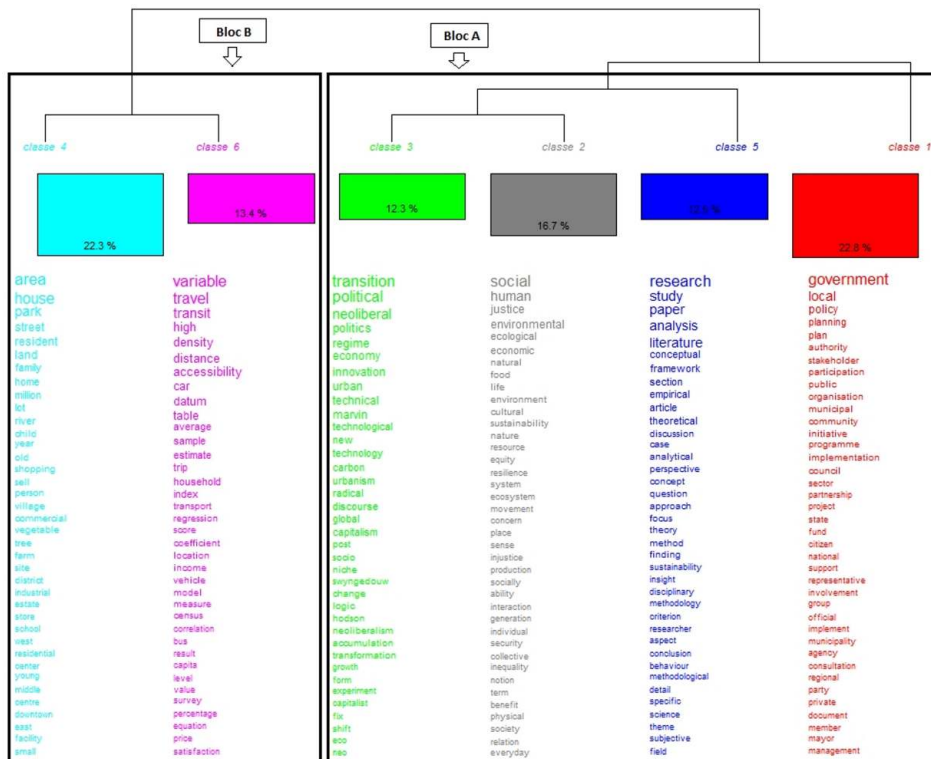 Bloc B
Bloc A
classe 4
classe 6
classe 3
classe 2
classe 5
classe 1
22.3 %
13.4 %
12.3 %
16.7 %
22.8 %
area
house
park
street
resident
land
family
home
million
lot
river
child
year
old
shopping
sell
person
village
commercial
vegetable
tree
farm
site
district
industrial
estate
store
school
west
residential
center
young
middle
centre
downtown
east
facility
small
variable
travel
transit
high
density
distance
accessibility
car
datum
table
average
sample
estimate
trip
household
index
transport
regression
score
coefficient
location
income
vehicle
model
measure
census
correlation
bus
result
capita
level
value
survey
percentage
equation
price
satisfaction
transition
political
neoliberal
politics
regime
economy
innovation
urban
technical
marvin
technological
new
technology
carbon
urbanism
radical
discourse
global
capitalism
post
socio
niche
swyngedouw
change
logic
hodson
neoliberalism
accumulation
transformation
growth
form
experiment
capitalist
fix
shift
eco
neo
social
human
justice
environmental
ecological
economic
natural
food
life
environment
cultural
sustainability
nature
resource
equity
resilience
system
ecosystem
movement
concern
place
sense
injustice
production
socially
ability
interaction
generation
individual
security
collective
inequality
notion
term
benefit
physical
society
relation
everyday
research
study
paper
analysis
literature
conceptual
framework
section
empirical
article
theoretical
discussion
case
analytical
perspective
concept
question
approach
focus
theory
method
finding
sustainability
insight
disciplinary
methodology
criterion
researcher
aspect
conclusion
behaviour
methodological
detail
specific
science
theme
subjective
field
government
local
policy
planning
plan
authority
stakeholder
participation
public
organisation
municipal
community
initiative
programme
implementation
council
sector
partnership
project
state
fund
citizen
national
support
representative
involvement
group
official
implement
municipality
agency
consultation
regional
party
private
document
member
mayor
management